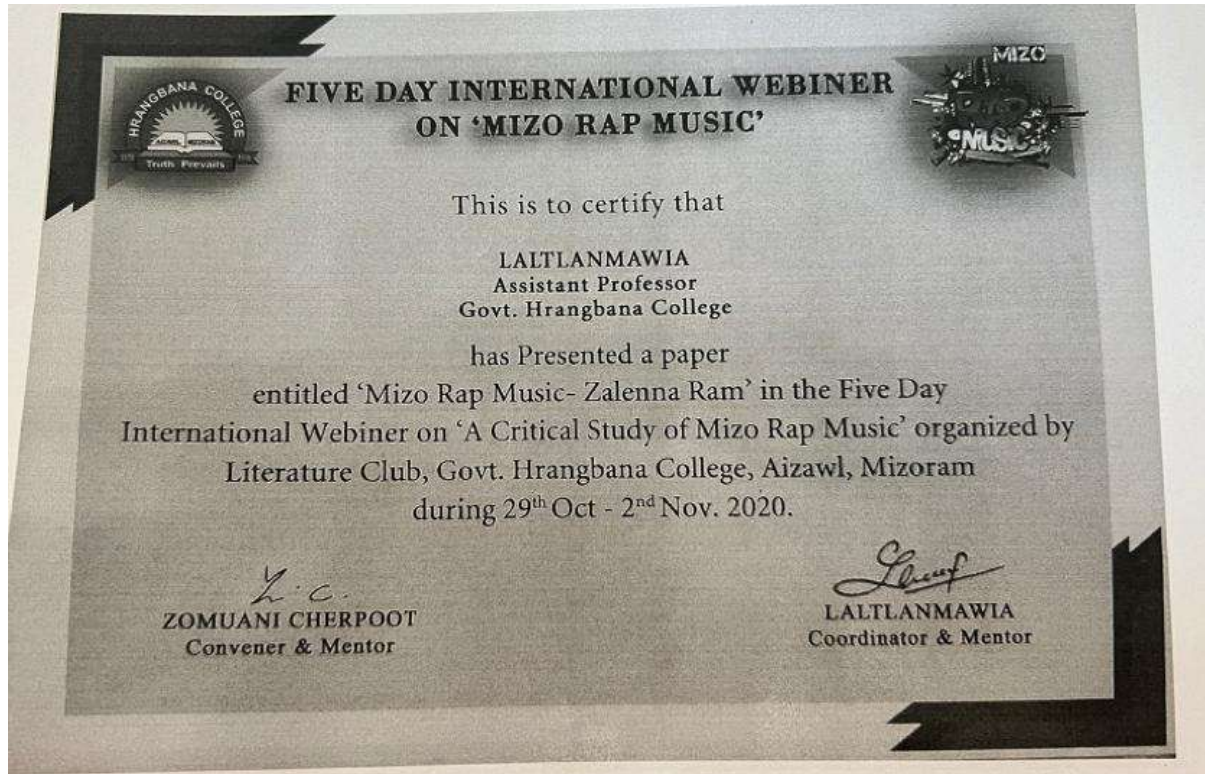 HRANGBANA COLLEGE
Truth Prevails
FIVE DAY INTERNATIONAL WEBINER
ON ‘MIZO RAP MUSIC’
MIZO
RAP
MUSIC
This is to certify that
LALTLANMAWIA
Assistant Professor
Govt. Hrangbana College
has Presented a paper
entitled ‘Mizo Rap Music- Zalenna Ram’ in the Five Day
International Webiner on ‘A Critical Study of Mizo Rap Music’ organized by
Literature Club, Govt. Hrangbana College, Aizawl, Mizoram
during 29th Oct - 2nd Nov. 2020.
Z. C.
ZOMUANI CHERPOOT
Convener & Mentor
LALTLANMAWIA
Coordinator & Mentor